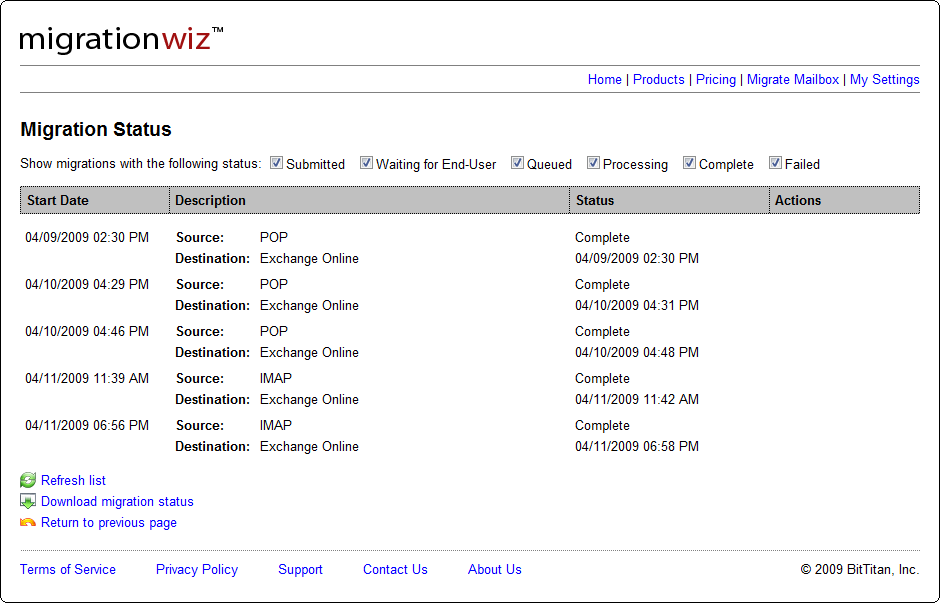 migrationwiz™
Home | Products | Pricing | Migrate Mailbox | My Settings
Migration Status
Show migrations with the following status: Submitted Waiting for End-User Queued Processing Complete Failed
Start Date Description Status Actions
04/09/2009 02:30 PM Source: POP Complete
Destination: Exchange Online 04/09/2009 02:30 PM
04/10/2009 04:29 PM Source: POP Complete
Destination: Exchange Online 04/10/2009 04:31 PM
04/10/2009 04:46 PM Source: POP Complete
Destination: Exchange Online 04/10/2009 04:48 PM
04/11/2009 11:39 AM Source: IMAP Complete
Destination: Exchange Online 04/11/2009 11:42 AM
04/11/2009 06:56 PM Source: IMAP Complete
Destination: Exchange Online 04/11/2009 06:58 PM
Refresh list
Download migration status
Return to previous page
Terms of Service Privacy Policy Support Contact Us About Us © 2009 BitTitan, Inc.